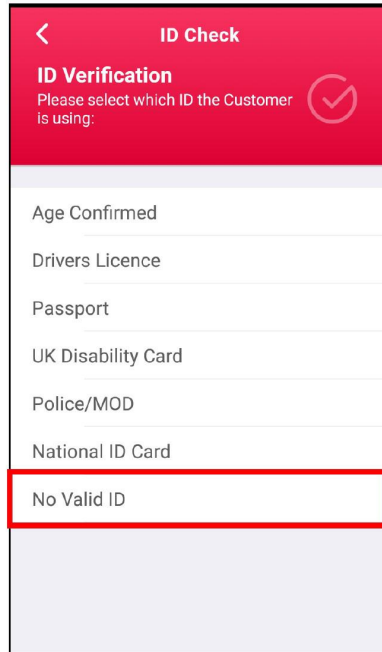 ID Check
ID Verification
Please select which ID the Customer
is using:
Age Confirmed
Drivers Licence
Passport
UK Disability Card
Police/MOD
National ID Card
No Valid ID